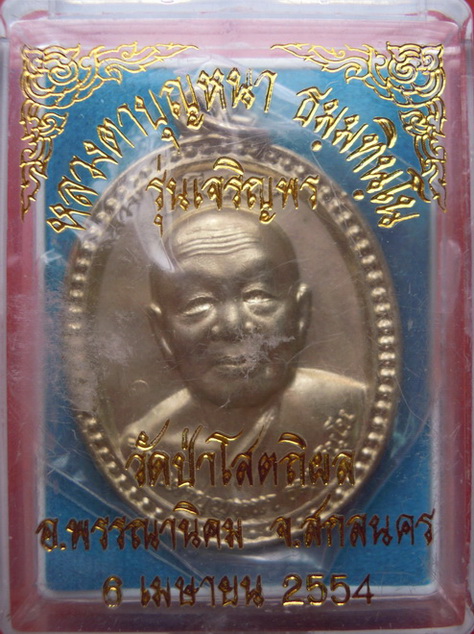 หลวงตาบุญหนา ธมฺมทินฺโน
รุ่นเจริญพร
วัดป่าโสตถิผล
อ.พรรณานิคม จ.สกลนคร
6 เมษายน 2554